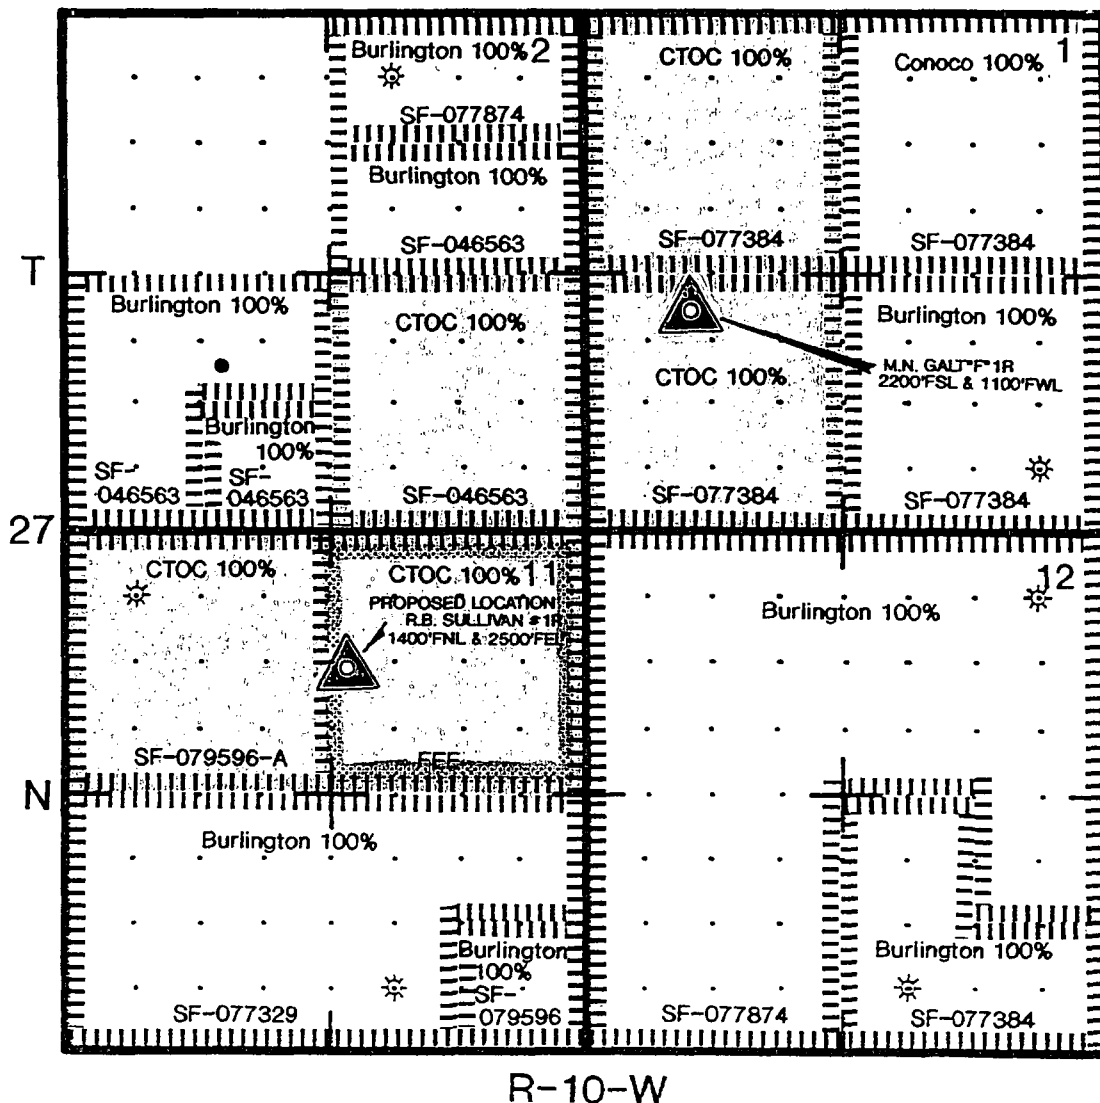 Burlington 100% 2
SF-077874
Burlington 100%
SF-046563
CTOC 100%
SF-077384
1
Conoco 100%
SF-077384
T
Burlington 100%
SF-
046563
Burlington
100%
SF-
046563
CTOC 100%
SF-046563
CTOC 100%
SF-077384
Burlington 100%
M.N. GALT"F" 1R
2200'FSL & 1100'FWL
SF-077384
27
CTOC 100%
SF-079596-A
CTOC 100% 11
PROPOSED LOCATION
R.B. SULLIVAN #1R
1400'FNL & 2500'FEL
FEE
12
Burlington 100%
SF-077874
N
Burlington 100%
SF-077329
Burlington
100%
SF-
079596
Burlington 100%
SF-077384
R-10-W